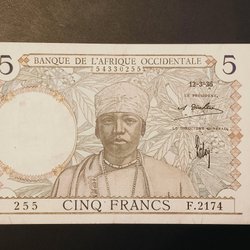 5 BANQUE DE L'AFRIQUE OCCIDENTALE 5
54330255
12-3-36
LE PRÉSIDENT,
LE DIRECTEUR GÉNÉRAL
255 CINQ FRANCS F.2174